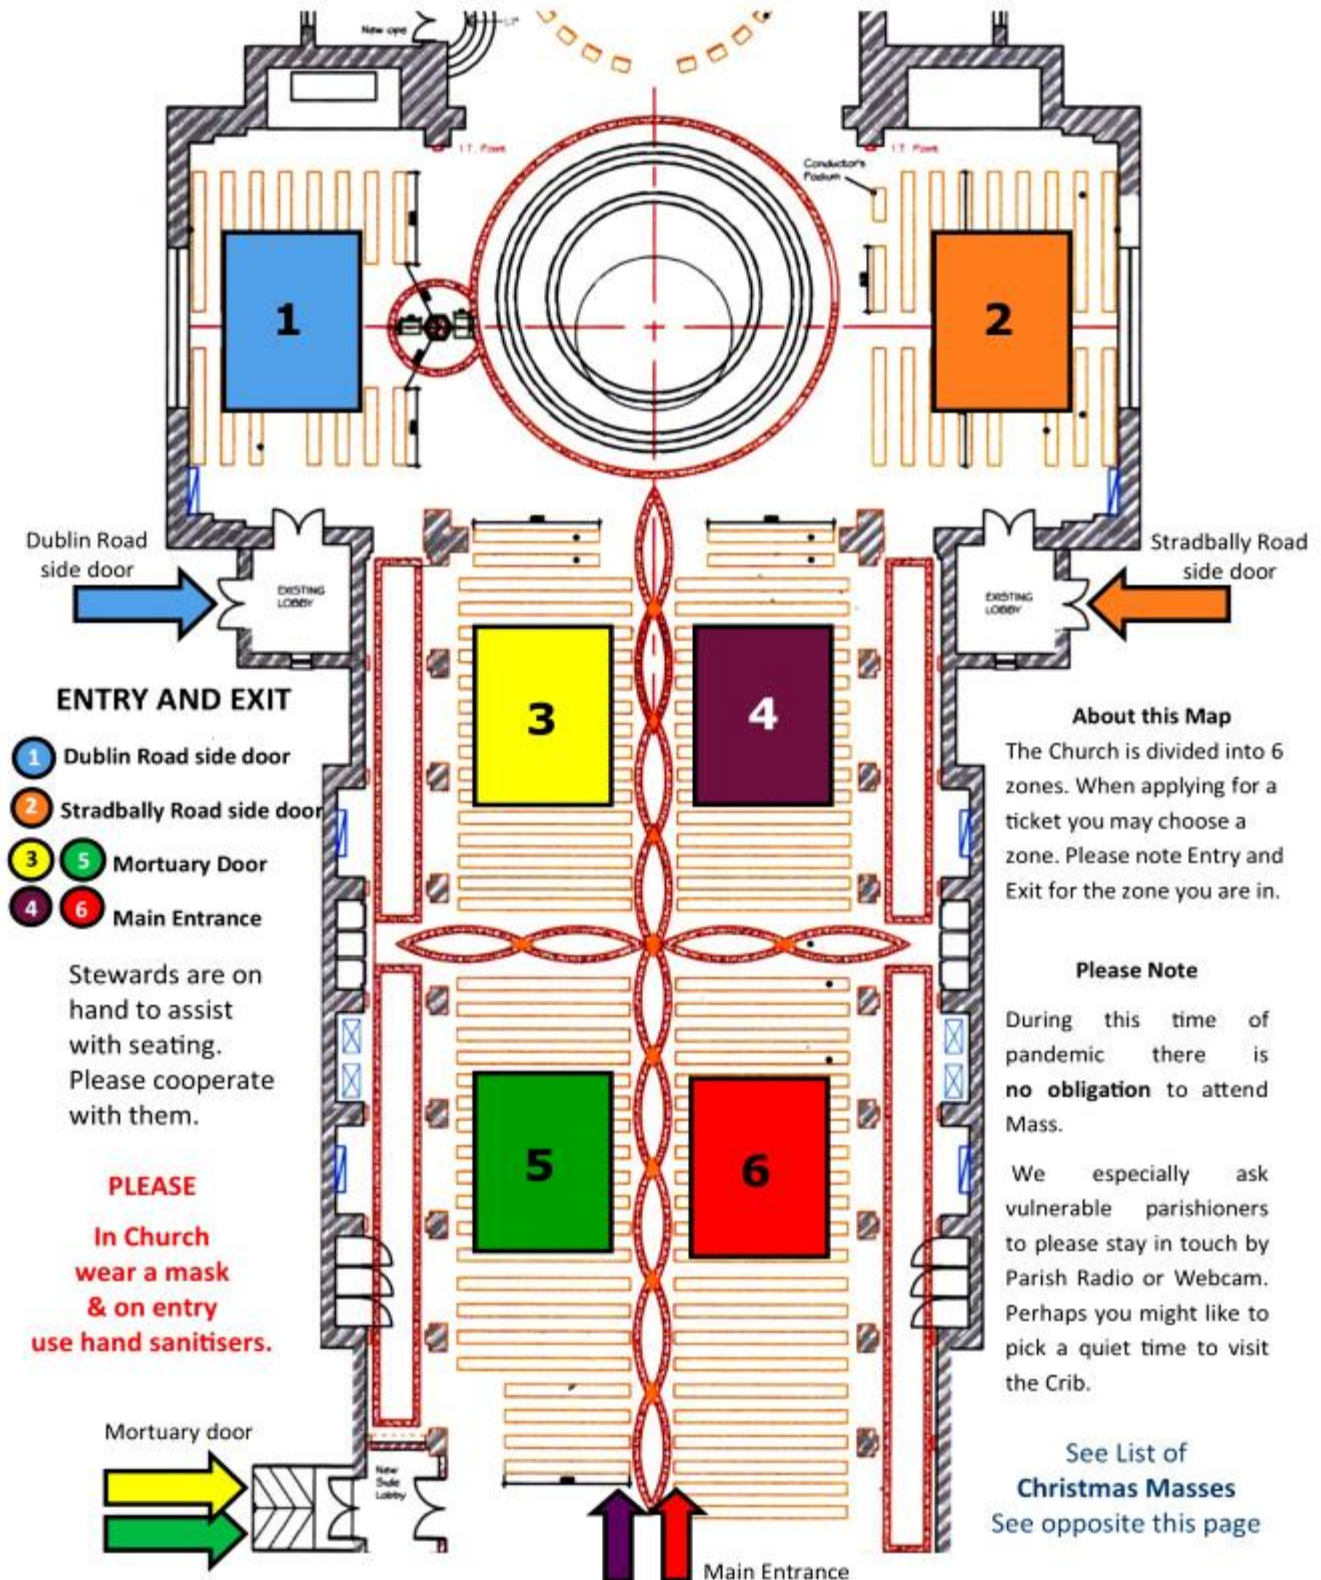 New ope
I.T. Point
I.T. Point
Conductor's
Podium
1
2
Dublin Road
side door
EXISTING
LOBBY
EXISTING
LOBBY
Stradbally Road
side door
3
4
ENTRY AND EXIT
1 Dublin Road side door
2 Stradbally Road side door
3 5 Mortuary Door
4 6 Main Entrance
About this Map
The Church is divided into 6
zones. When applying for a
ticket you may choose a
zone. Please note Entry and
Exit for the zone you are in.
Stewards are on
hand to assist
with seating.
Please cooperate
with them.
Please Note
During this time of
pandemic there is
no obligation to attend
Mass.
5
6
We especially ask
vulnerable parishioners
to please stay in touch by
Parish Radio or Webcam.
Perhaps you might like to
pick a quiet time to visit
the Crib.
PLEASE
In Church
wear a mask
& on entry
use hand sanitisers.
Mortuary door
New
Side
Lobby
See List of
Christmas Masses
See opposite this page
Main Entrance